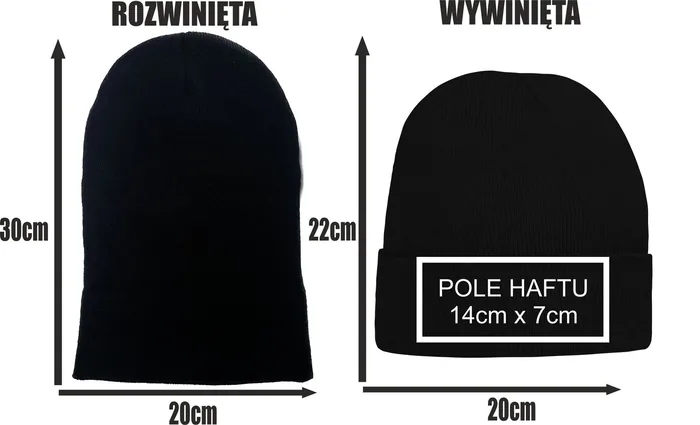 ROZWINIĘTA
30cm
20cm
WYWINIĘTA
22cm
POLE HAFTU
14cm x 7cm
20cm